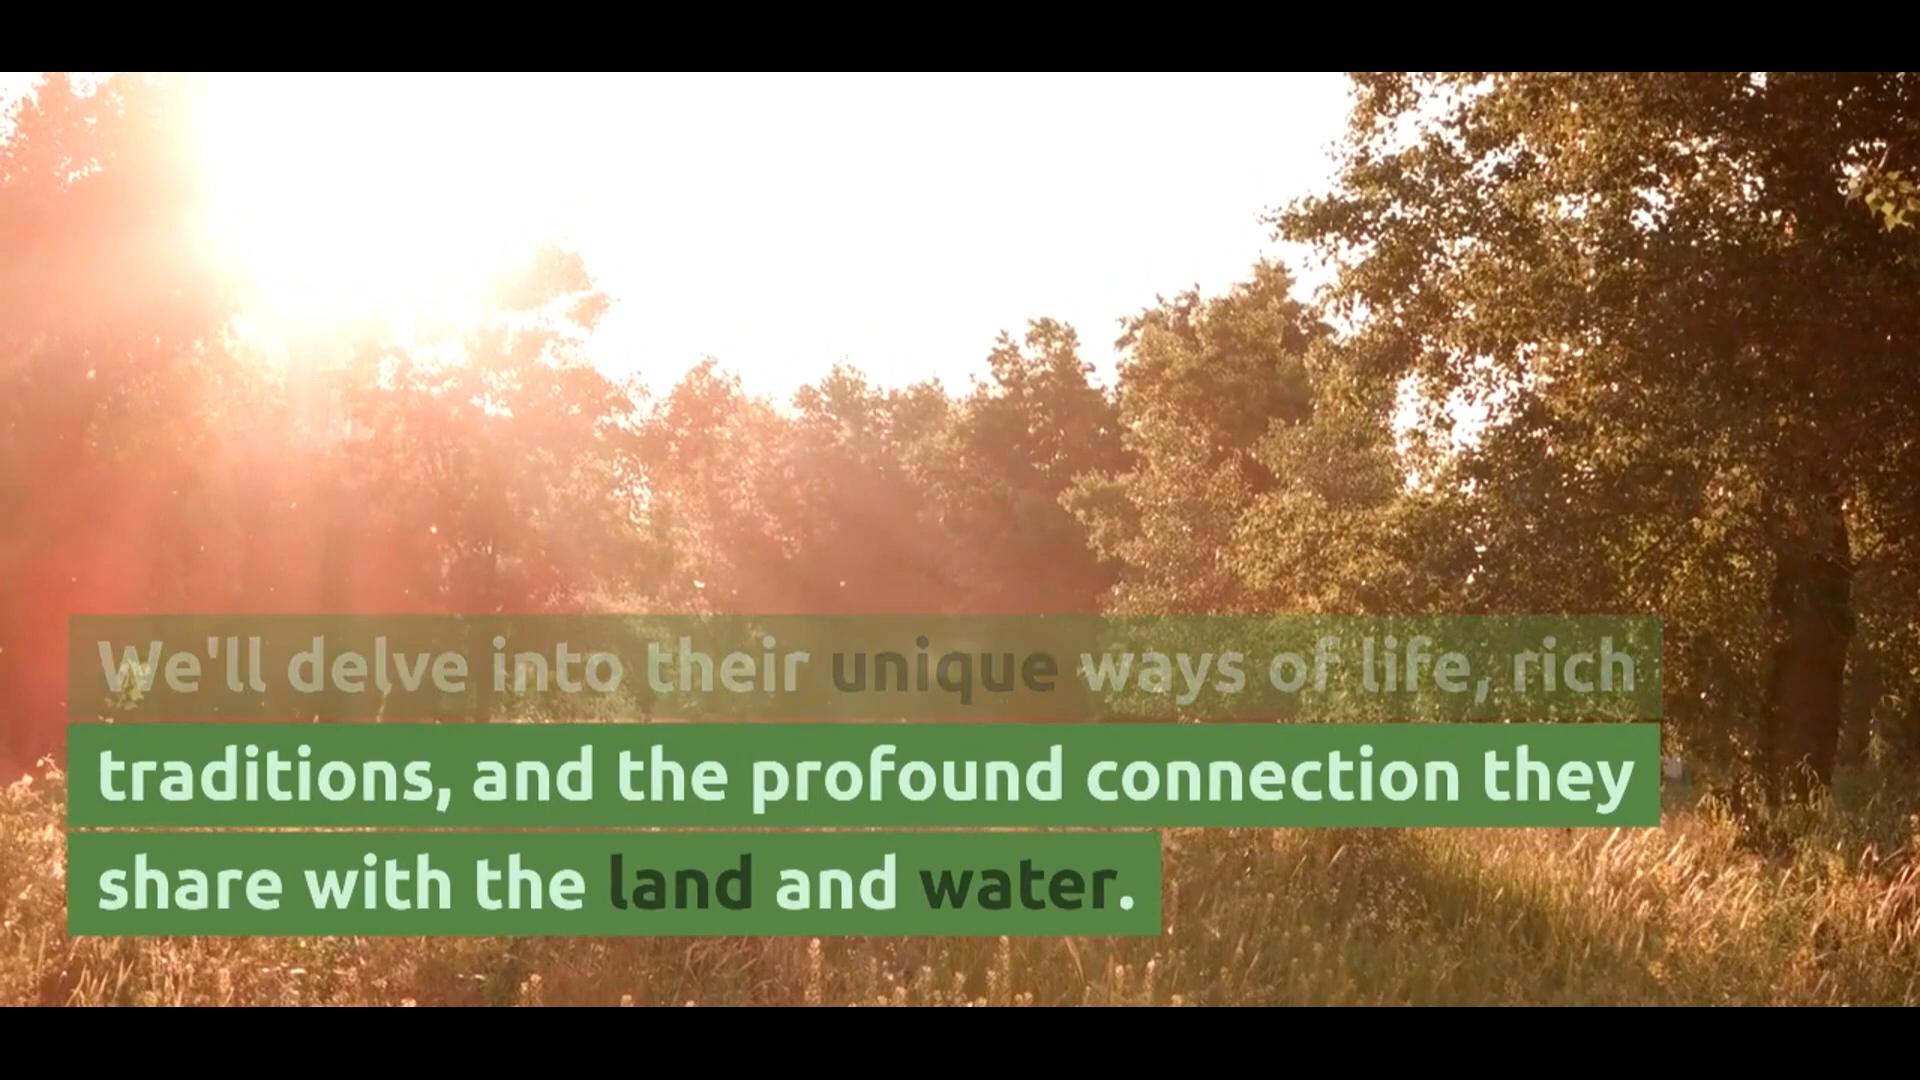 We'll delve into their unique ways of life, rich
traditions, and the profound connection they
share with the land and water.